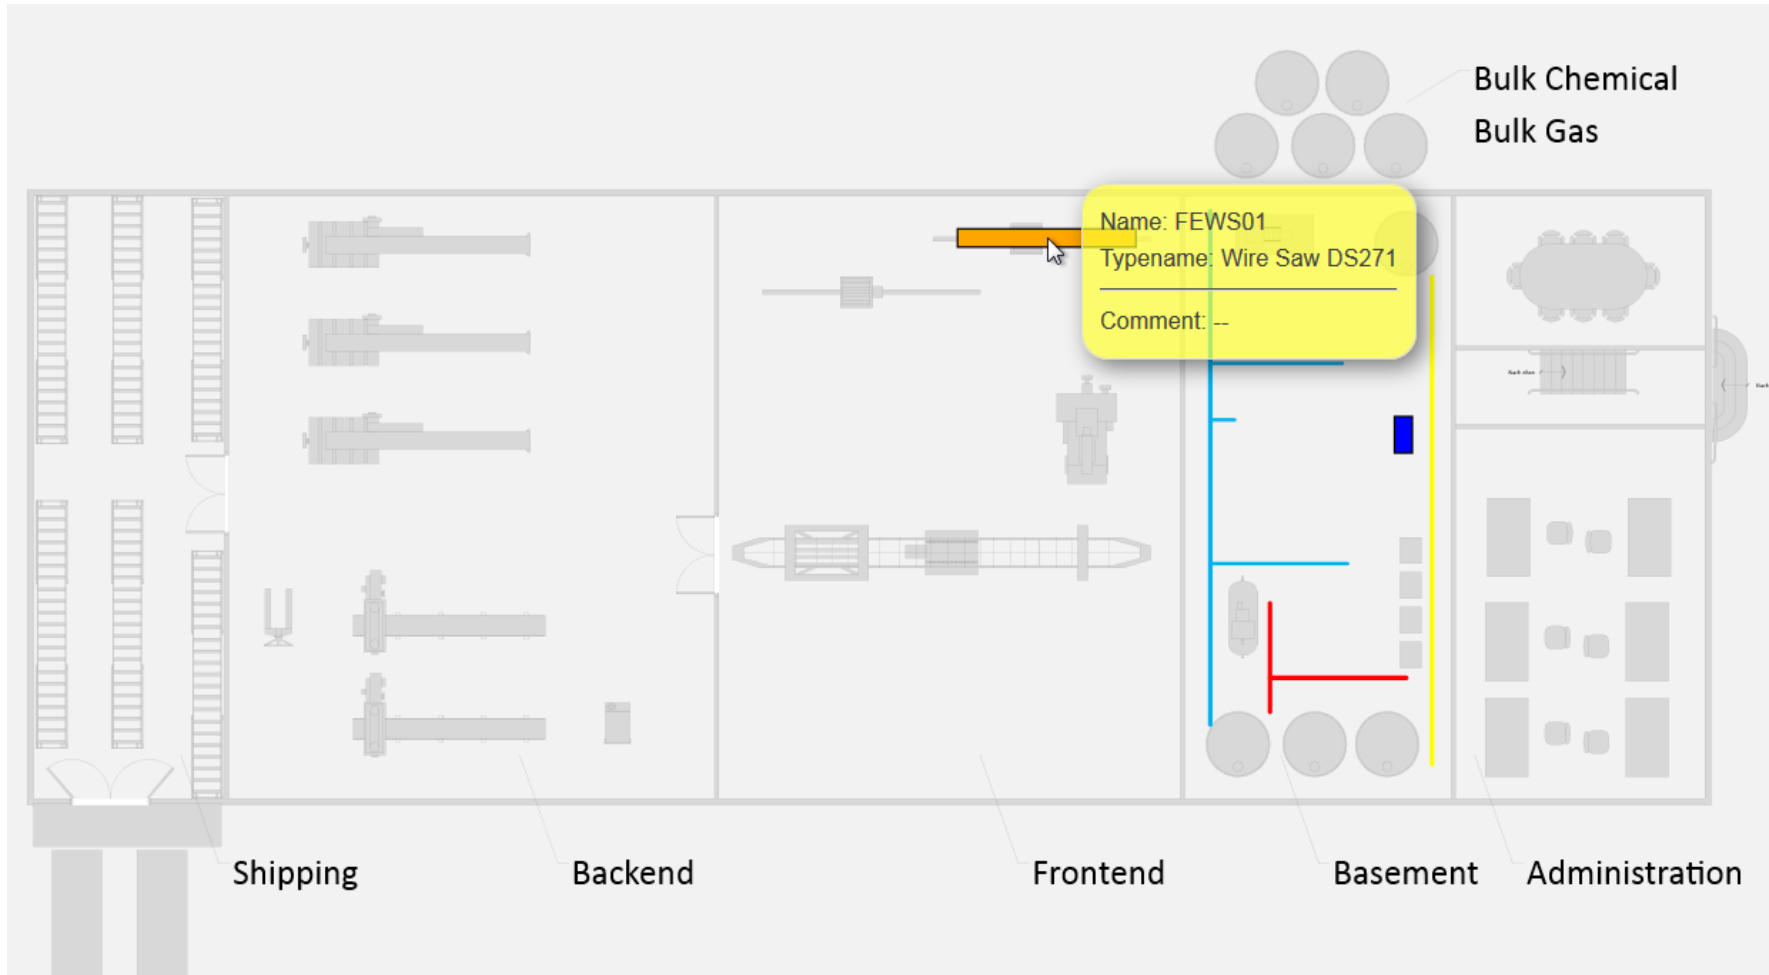 Bulk Chemical
Bulk Gas
Name: FEWS01
Typename: Wire Saw DS271
Comment: --
Shipping
Backend
Frontend
Basement
Administration